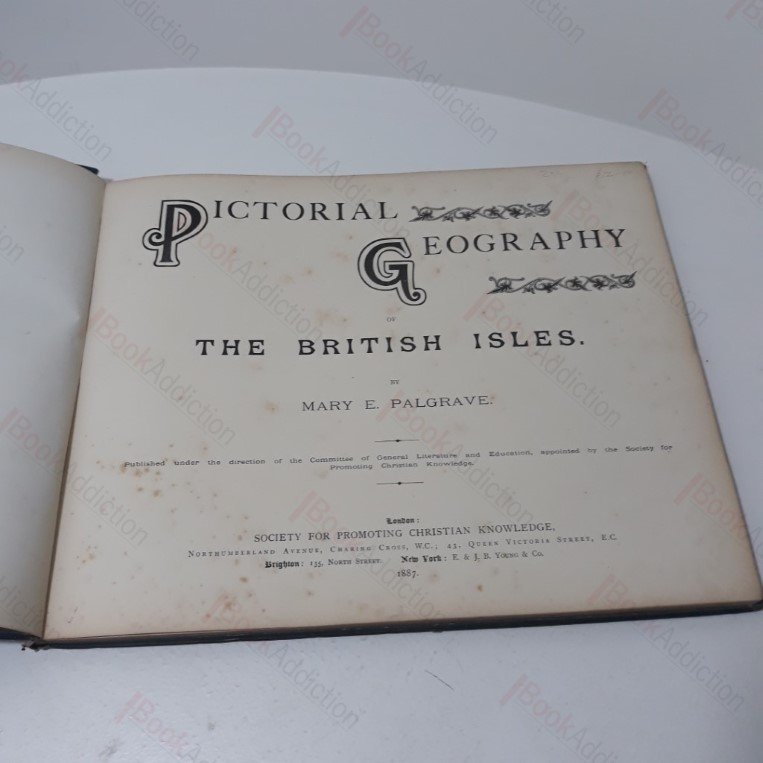 PICTORIAL
GEOGRAPHY
OF
THE BRITISH ISLES.
BY
MARY E. PALGRAVE.
Published under the direction of the Committee of General Literature and Education, appointed by the Society for
Promoting Christian Knowledge.
London:
SOCIETY FOR PROMOTING CHRISTIAN KNOWLEDGE,
NORTHUMBERLAND AVENUE, CHARING CROSS, W.C.; 43, QUEEN VICTORIA STREET, E.C.
Brighton: 135, NORTH STREET. New York: E. & J. B. YOUNG & Co.
1887.
BookAddiction